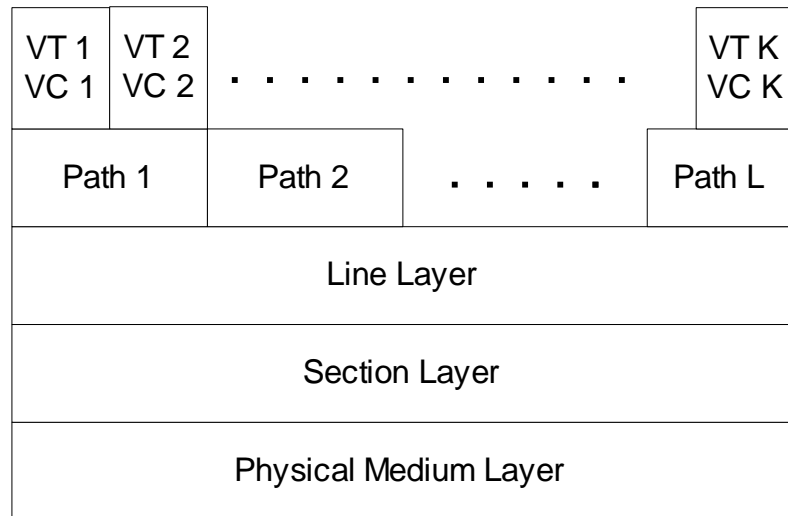 VT 1 VT 2 VT K
VC 1 VC 2 . . . . . . . . . . . . . VC K
Path 1 Path 2 . . . . . Path L
Line Layer
Section Layer
Physical Medium Layer